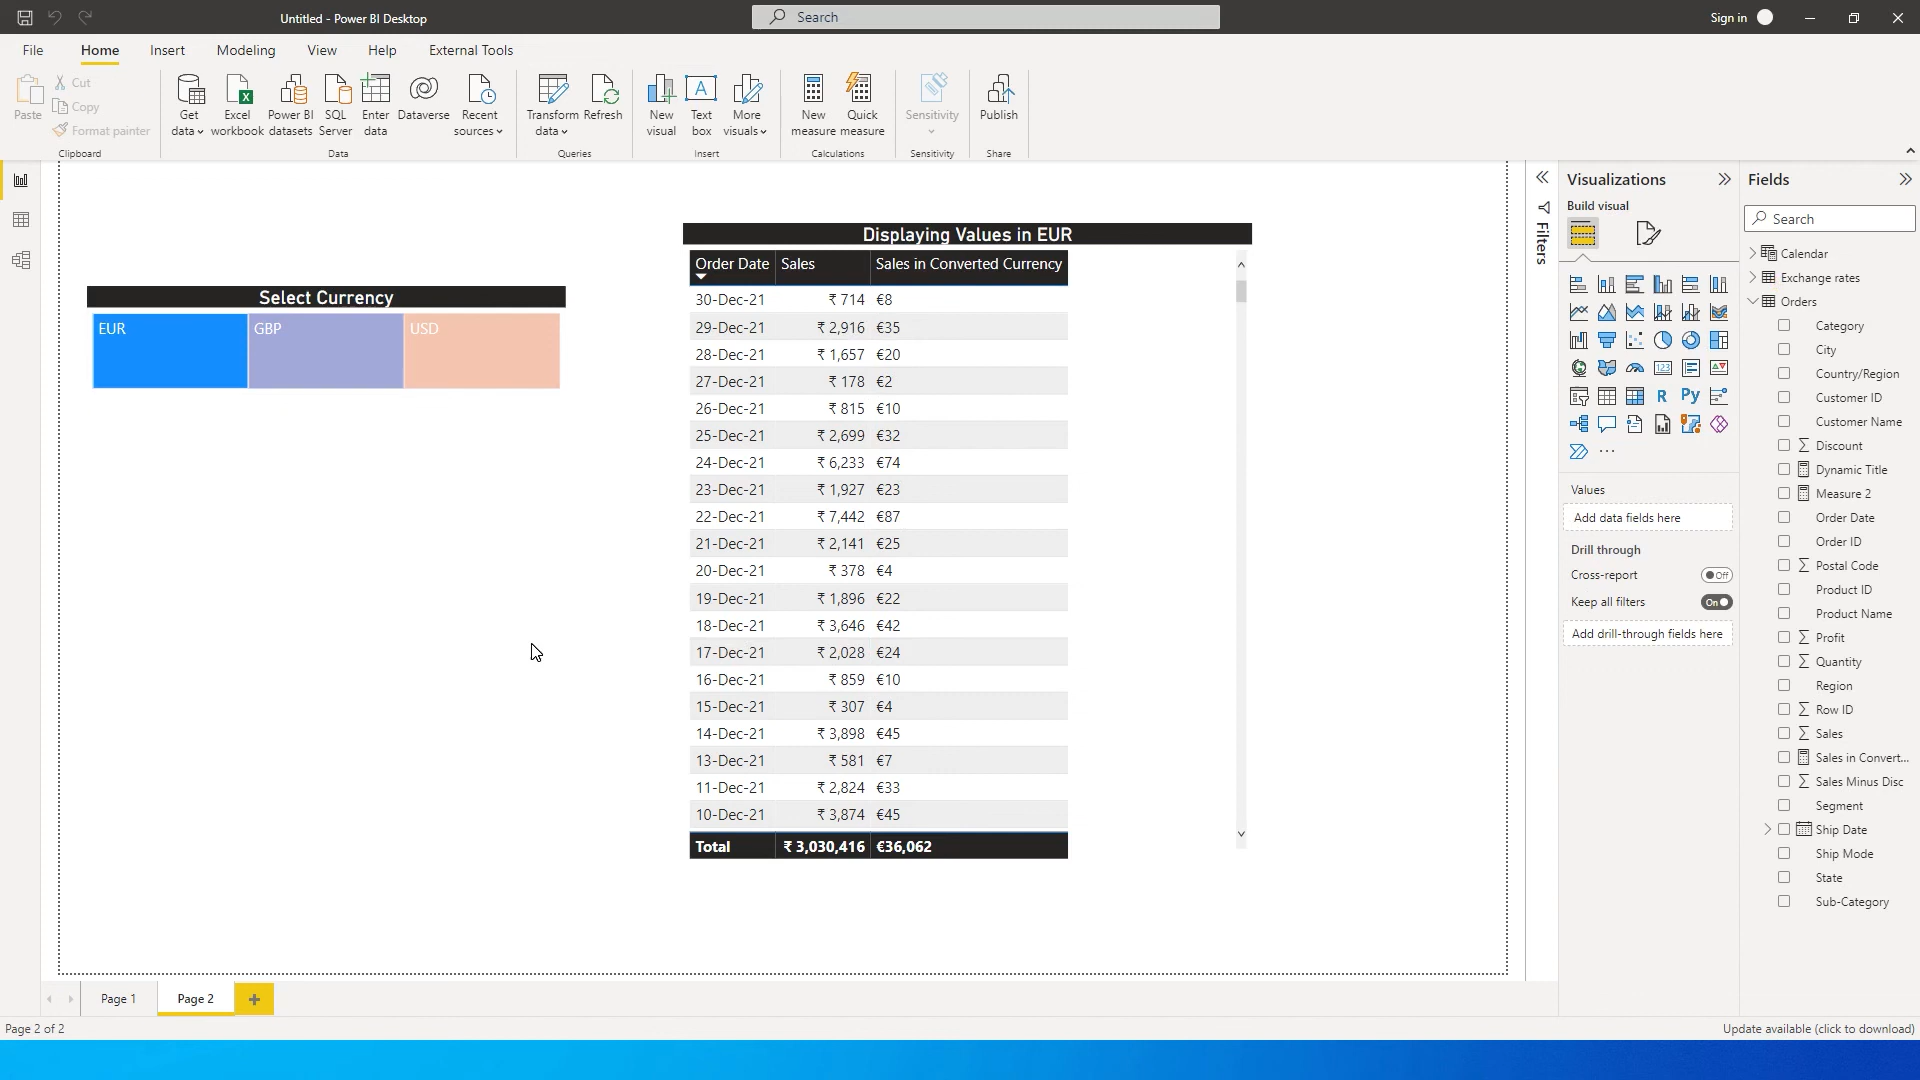 Untitled - Power BI Desktop
Search
Sign in
File
Home
Insert
Modeling
View
Help
External Tools
Paste
Cut
Copy
Format painter
Clipboard
Get data
Excel workbook
Power BI datasets
SQL Server
Enter data
Dataverse
Recent sources
Data
Transform data
Refresh
Queries
New visual
A
Text box
More visuals
Insert
New measure
Quick measure
Calculations
Sensitivity
Sensitivity
Publish
Share
Select Currency
EUR
GBP
USD
Displaying Values in EUR
Order Date Sales Sales in Converted Currency
30-Dec-21 ₹ 714 €8
29-Dec-21 ₹ 2,916 €35
28-Dec-21 ₹ 1,657 €20
27-Dec-21 ₹ 178 €2
26-Dec-21 ₹ 815 €10
25-Dec-21 ₹ 2,699 €32
24-Dec-21 ₹ 6,233 €74
23-Dec-21 ₹ 1,927 €23
22-Dec-21 ₹ 7,442 €87
21-Dec-21 ₹ 2,141 €25
20-Dec-21 ₹ 378 €4
19-Dec-21 ₹ 1,896 €22
18-Dec-21 ₹ 3,646 €42
17-Dec-21 ₹ 2,028 €24
16-Dec-21 ₹ 859 €10
15-Dec-21 ₹ 307 €4
14-Dec-21 ₹ 3,898 €45
13-Dec-21 ₹ 581 €7
11-Dec-21 ₹ 2,824 €33
10-Dec-21 ₹ 3,874 €45
Total ₹ 3,030,416 €36,062
Filters
Visualizations
Build visual
123
R
Py
Values
Add data fields here
Drill through
Cross-report
Off
Keep all filters
On
Add drill-through fields here
Fields
Search
Calendar
Exchange rates
Orders
Category
City
Country/Region
Customer ID
Customer Name
Discount
Dynamic Title
Measure 2
Order Date
Order ID
Postal Code
Product ID
Product Name
Profit
Quantity
Region
Row ID
Sales
Sales in Convert...
Sales Minus Disc
Segment
Ship Date
Ship Mode
State
Sub-Category
Page 1
Page 2
Page 2 of 2
Update available (click to download)